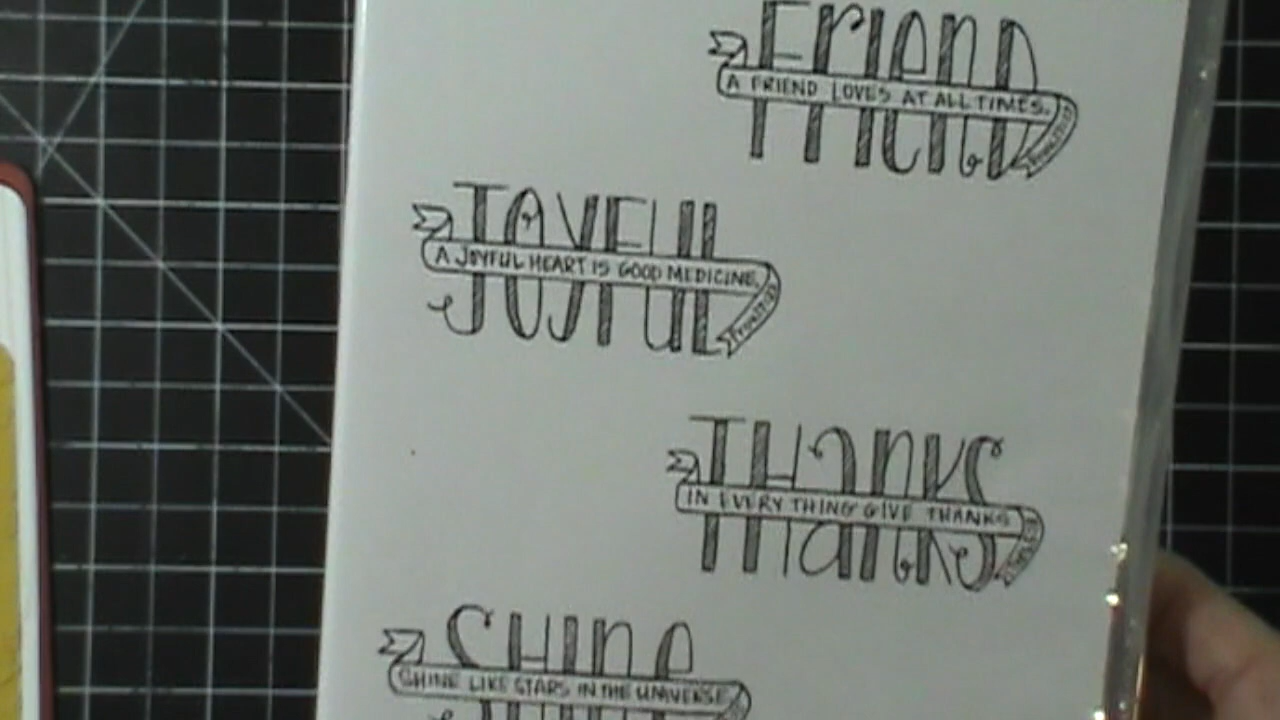 Friend
A FRIEND LOVES AT ALL TIMES.
JOYFUL
A JOYFUL HEART IS GOOD MEDICINE.
THanks
IN EVERY THING GIVE THANKS
SHINE
SHINE LIKE STARS IN THE UNIVERSE